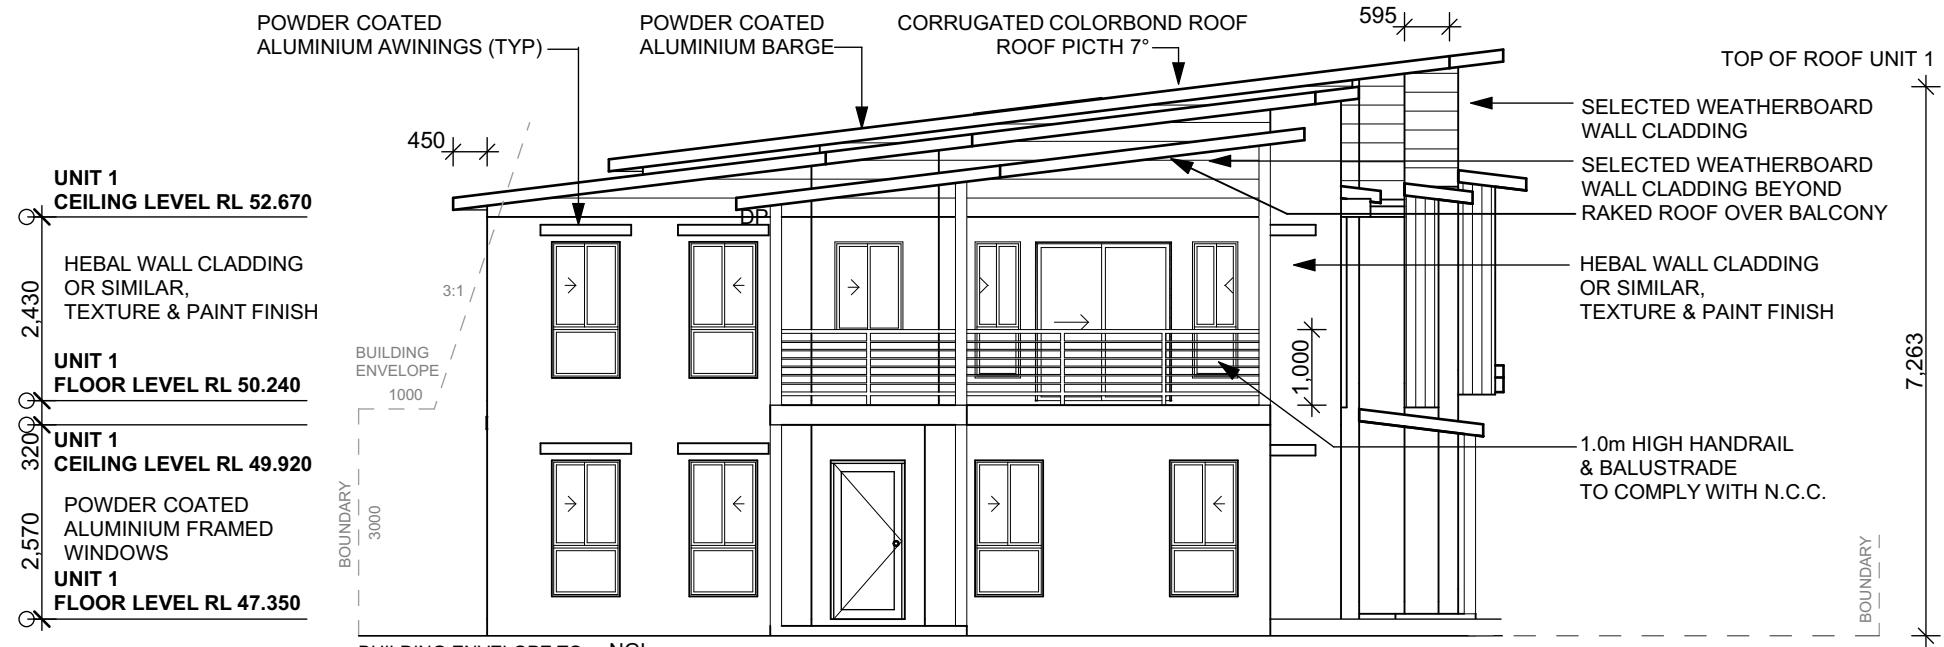 POWDER COATED
ALUMINIUM AWININGS (TYP)
POWDER COATED
ALUMINIUM BARGE
CORRUGATED COLORBOND ROOF
ROOF PICTH 7°
595
TOP OF ROOF UNIT 1
SELECTED WEATHERBOARD
WALL CLADDING
SELECTED WEATHERBOARD
WALL CLADDING BEYOND
RAKED ROOF OVER BALCONY
450
UNIT 1
CEILING LEVEL RL 52.670
DP
HEBAL WALL CLADDING
OR SIMILAR,
TEXTURE & PAINT FINISH
2,430
3:1
HEBAL WALL CLADDING
OR SIMILAR,
TEXTURE & PAINT FINISH
BUILDING
ENVELOPE
1000
UNIT 1
FLOOR LEVEL RL 50.240
1,000
7,263
320
UNIT 1
CEILING LEVEL RL 49.920
1.0m HIGH HANDRAIL
& BALUSTRADE
TO COMPLY WITH N.C.C.
POWDER COATED
ALUMINIUM FRAMED
WINDOWS
2,570
BOUNDARY
3000
BOUNDARY
UNIT 1
FLOOR LEVEL RL 47.350
BUILDING ENVELOPE TO NGL